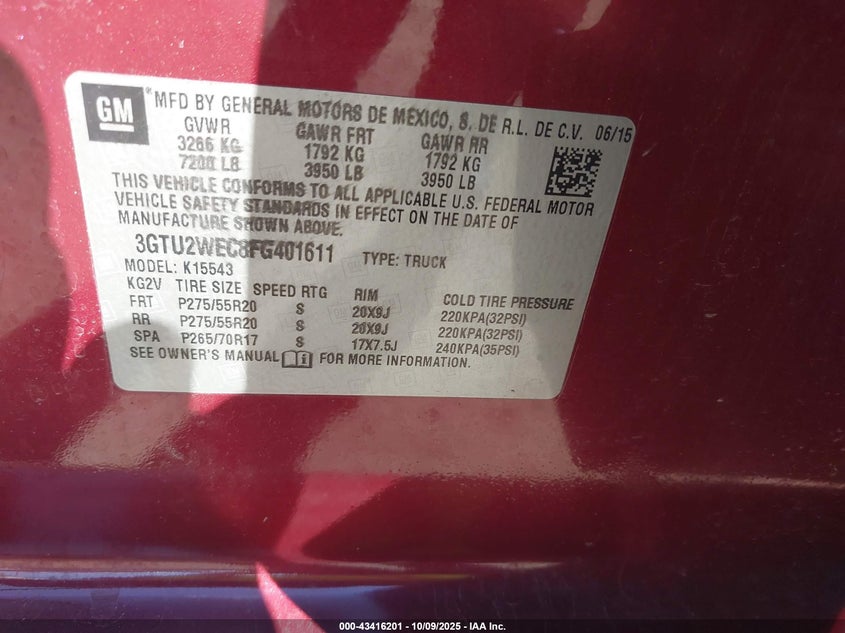 GM ® MFD BY GENERAL MOTORS DE MEXICO, S. DE R.L. DE C.V. 06/15
GVWR GAWR FRT GAWR RR
3266 KG 1792 KG 1792 KG
7200 LB 3950 LB 3950 LB
THIS VEHICLE CONFORMS TO ALL APPLICABLE U.S. FEDERAL MOTOR
VEHICLE SAFETY STANDARDS IN EFFECT ON THE DATE OF
MANUFACTURE SHOWN ABOVE.
3GTU2WEC8FG401611 TYPE: TRUCK
MODEL: K15543
KG2V TIRE SIZE SPEED RTG RIM COLD TIRE PRESSURE
FRT P275/55R20 S 20X9J 220KPA(32PSI)
RR P275/55R20 S 20X9J 220KPA(32PSI)
SPA P265/70R17 S 17X7.5J 240KPA(35PSI)
SEE OWNER'S MANUAL FOR MORE INFORMATION.
000-43416201 - 10/09/2025 - IAA Inc.